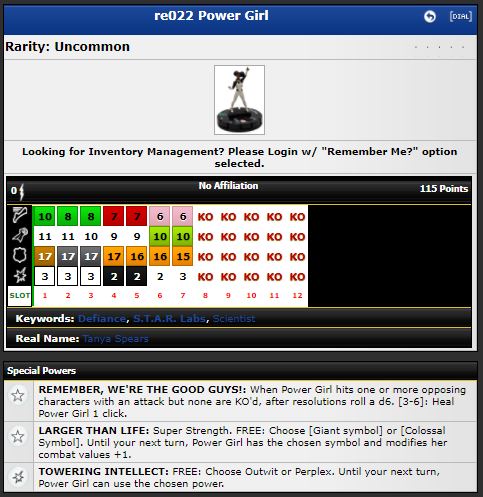 re022 Power Girl
[DIAL]
Rarity: Uncommon
Looking for Inventory Management? Please Login w/ "Remember Me?" option
selected.
0 No Affiliation 115 Points
10 8 8 7 7 6 6 KO KO KO KO KO
11 11 10 9 9 10 10 KO KO KO KO KO
17 17 17 17 16 16 15 KO KO KO KO KO
3 3 3 2 2 2 3 KO KO KO KO KO
SLOT 1 2 3 4 5 6 7 8 9 10 11 12
Keywords: Defiance, S.T.A.R. Labs, Scientist
Real Name: Tanya Spears
Special Powers
REMEMBER, WE'RE THE GOOD GUYS!: When Power Girl hits one or more opposing
characters with an attack but none are KO'd, after resolutions roll a d6. [3-6]: Heal
Power Girl 1 click.
LARGER THAN LIFE: Super Strength. FREE: Choose [Giant symbol] or [Colossal
Symbol]. Until your next turn, Power Girl has the chosen symbol and modifies her
combat values +1.
TOWERING INTELLECT: FREE: Choose Outwit or Perplex. Until your next turn,
Power Girl can use the chosen power.